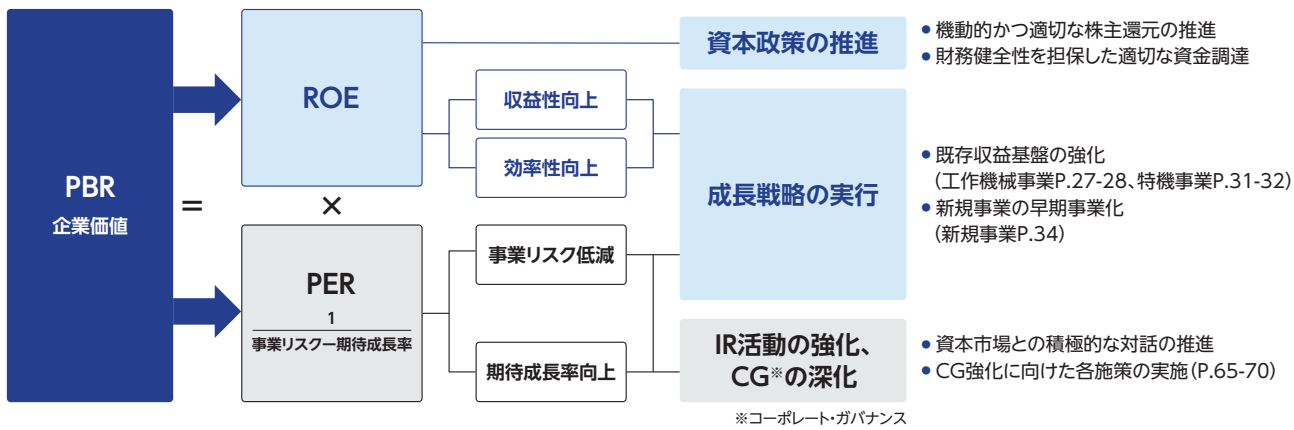 PBR
企業価値
=
ROE
×
PER
1
事業リスクー期待成長率
収益性向上
効率性向上
事業リスク低減
期待成長率向上
資本政策の推進
● 機動的かつ適切な株主還元の推進
● 財務健全性を担保した適切な資金調達
成長戦略の実行
● 既存収益基盤の強化
(工作機械事業P.27-28、特機事業P.31-32)
● 新規事業の早期事業化
(新規事業P.34)
IR活動の強化、
CG※の深化
● 資本市場との積極的な対話の推進
● CG強化に向けた各施策の実施(P.65-70)
※コーポレート・ガバナンス